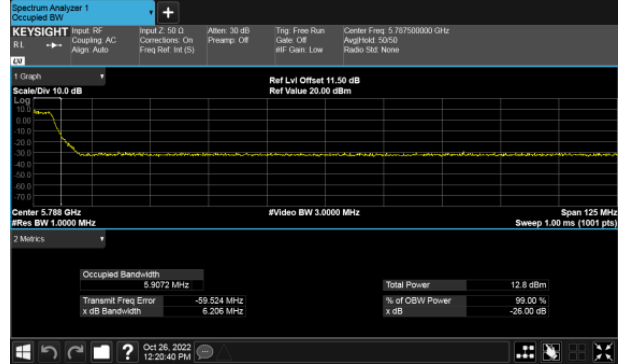 Spectrum Analyzer 1
Occupied BW
+
KEYSIGHT Input: RF Input Z: 50 Ω Atten: 30 dB Trig: Free Run Center Freq: 5.787500000 GHz
RL Coupling: AC Corrections: On Preamp: Off Gate: Off Avg|Hold: 50/50
Align: Auto Freq Ref: Int (S) #IF Gain: Low Radio Std: None
LXI
1 Graph
Scale/Div 10.0 dB
Ref Lvl Offset 11.50 dB
Ref Value 20.00 dBm
Log
10.0
0.00
-10.0
-20.0
-30.0
-40.0
-50.0
-60.0
-70.0
Center 5.788 GHz #Video BW 3.0000 MHz Span 125 MHz
#Res BW 1.0000 MHz Sweep 1.00 ms (1001 pts)
2 Metrics
Occupied Bandwidth
5.9072 MHz Total Power 12.8 dBm
Transmit Freq Error -59.524 MHz % of OBW Power 99.00 %
x dB Bandwidth 6.206 MHz x dB -26.00 dB
? Oct 26, 2022
12:20:40 PM